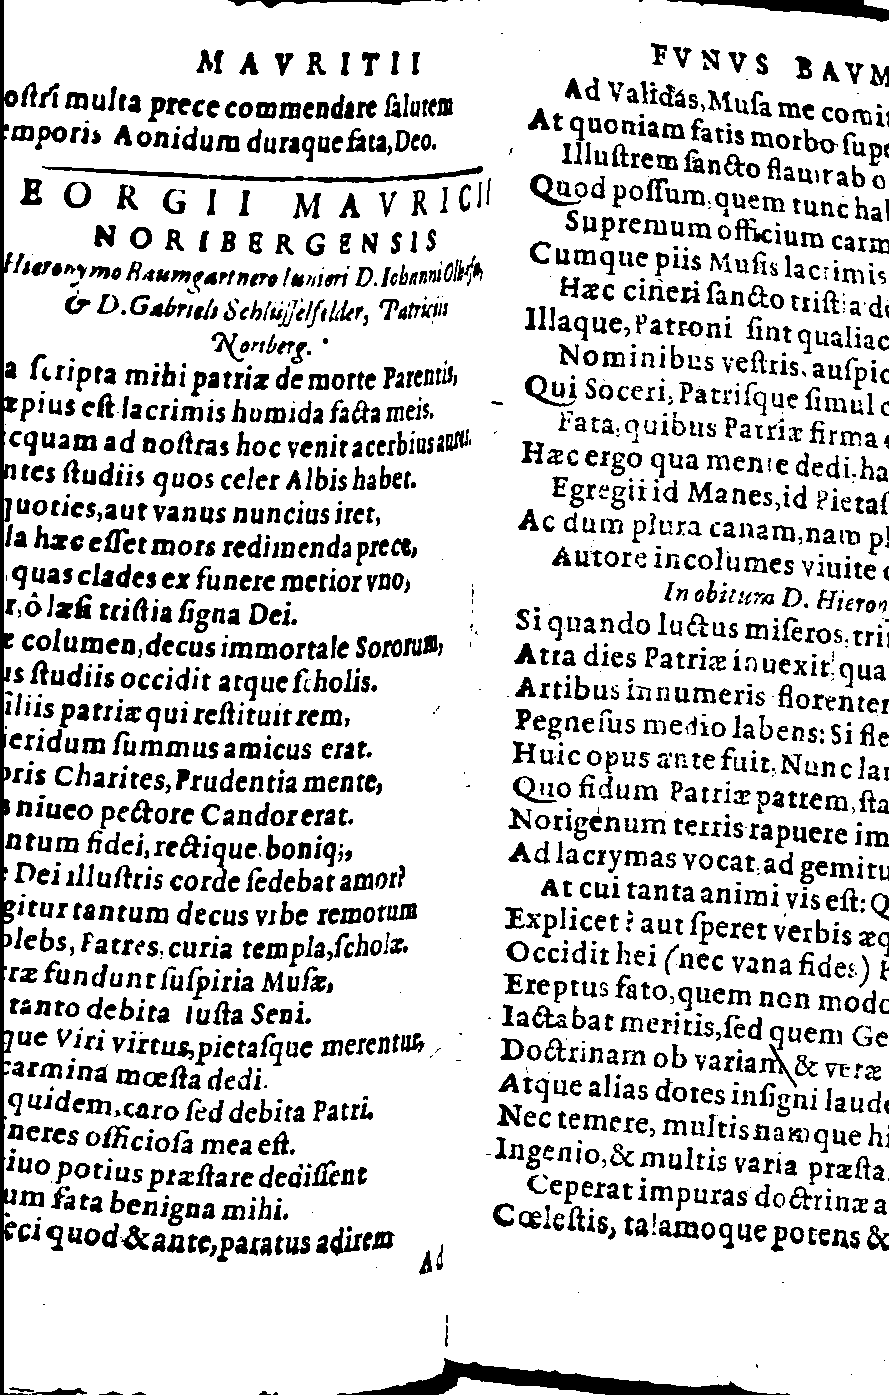 MAVRITII
oſtri multa prece commendare ſalutem
emporis Aonidum duraque fata, Deo.
EORGII MAVRICII
NORIBERGENSIS
Hieronymo Baumgartnero Iuniori D. Iohanni
& D. Gabrieli Schlüſſelfelder, Patriciis
Noriberg.
a ſcripta mihi patriæ de morte Parentis,
æpius eſt lacrimis humida facta meis.
cquam ad noſtras hoc venit acerbius aures.
ntes ſtudiis quos celer Albis habet.
quoties, aut vanus nuncius iret,
la hæc eſſet mors redimenda prece,
quas clades ex funere metior vno,
r, ô læſi triſtia ſigna Dei.
æ columen, decus immortale Sororum,
us ſtudiis occidit atque ſcholis.
iliis patriæ qui reſtituit rem,
ieridum ſummus amicus erat.
oris Charites, Prudentia mente,
s niueo pectore Candor erat.
ntum fidei, rectique boniq;,
e Dei illuſtris corde ſedebat amor?
gitur tantum decus vrbe remotum
plebs, Patres, curia templa, ſcholæ.
ræ fundunt ſuſpiria Muſæ,
tanto debita iuſta Seni.
que Viri virtus, pietaſque merentur,
carmina mœſta dedi.
quidem, caro ſed debita Patri.
neres officioſa mea eſt.
iuo potius præſtare dediſſent
um fata benigna mihi.
eci quod & ante, paratus adirem
Ad
FVNVS BAVM
Ad Validas, Muſa me comit
At quoniam fatis morbo ſupe
Illuſtrem ſancto flauit ab o
Quod poſſum, quem tunc hab
Supremum officium carm
Cumque piis Muſis lacrimis
Hæc cineri ſancto triſtia de
Illaque, Patroni ſint qualiac
Nominibus veſtris, auſpic
Qui Soceri, Patriſque ſimul c
Fata, quibus Patriæ firma
Hæc ergo qua mente dedi, ha
Egregii id Manes, id Pietaſ
Ac dum plura canam, nam pl
Autore incolumes viuite
In obitum D. Hieron
Si quando luctus miſeros, triſ
Atra dies Patriæ inuexit, qua
Artibus innumeris florenter
Pegneſus medio labens: Si fle
Huic opus ante fuit, Nunc lar
Quo fidum Patriæ patrem, ſta
Norigenum terris rapuere im
Ad lacrymas vocat, ad gemitu
At cui tanta animi vis eſt: Q
Explicet? aut ſperet verbis æq
Occidit hei (nec vana fides)
Ereptus fato, quem non modo
Iactabat meritis, ſed quem Ge
Doctrinam ob variam & veræ
Atque alias dotes inſigni laude
Nec temere, multis namque hi
Ingenio, & multis varia præſta
Ceperat impuras doctrinæ a
Cœleſtis, talamoque potens &